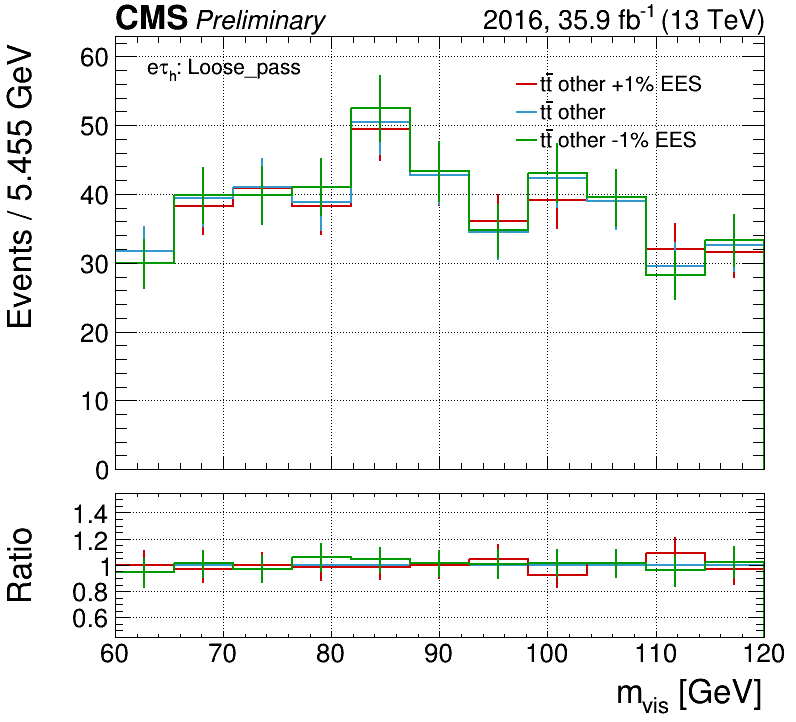 CMS Preliminary 2016, 35.9 fb⁻¹ (13 TeV)
eτₕ: Loose_pass
tt̄ other +1% EES
tt̄ other
tt̄ other -1% EES
Events / 5.455 GeV
60
50
40
30
20
10
0
Ratio
1.4
1.2
1
0.8
0.6
60 70 80 90 100 110 120
m_vis [GeV]